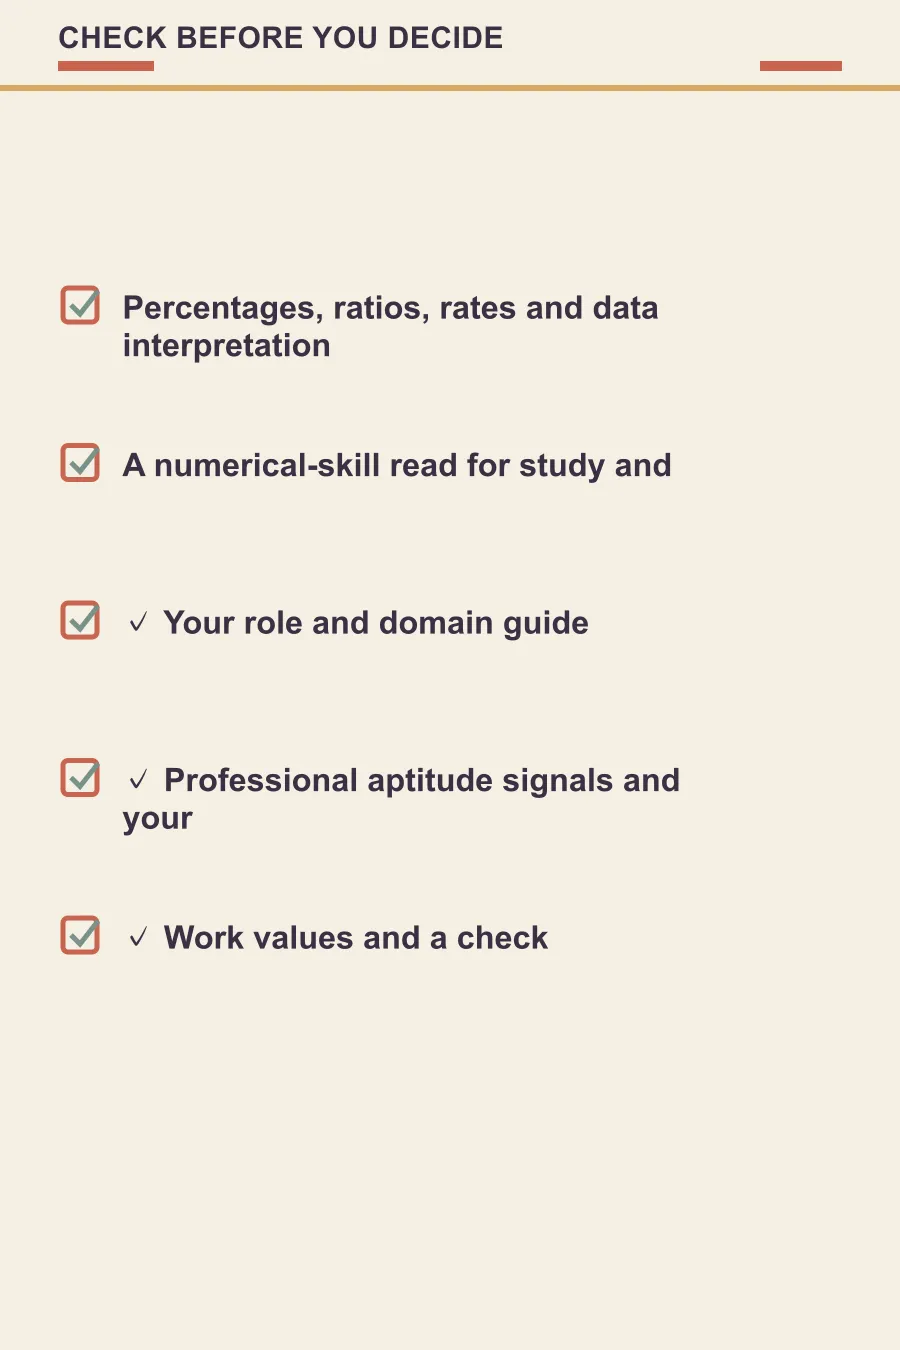 CHECK BEFORE YOU DECIDE
Percentages, ratios, rates and data
interpretation
A numerical-skill read for study and
✓ Your role and domain guide
✓ Professional aptitude signals and
your
✓ Work values and a check